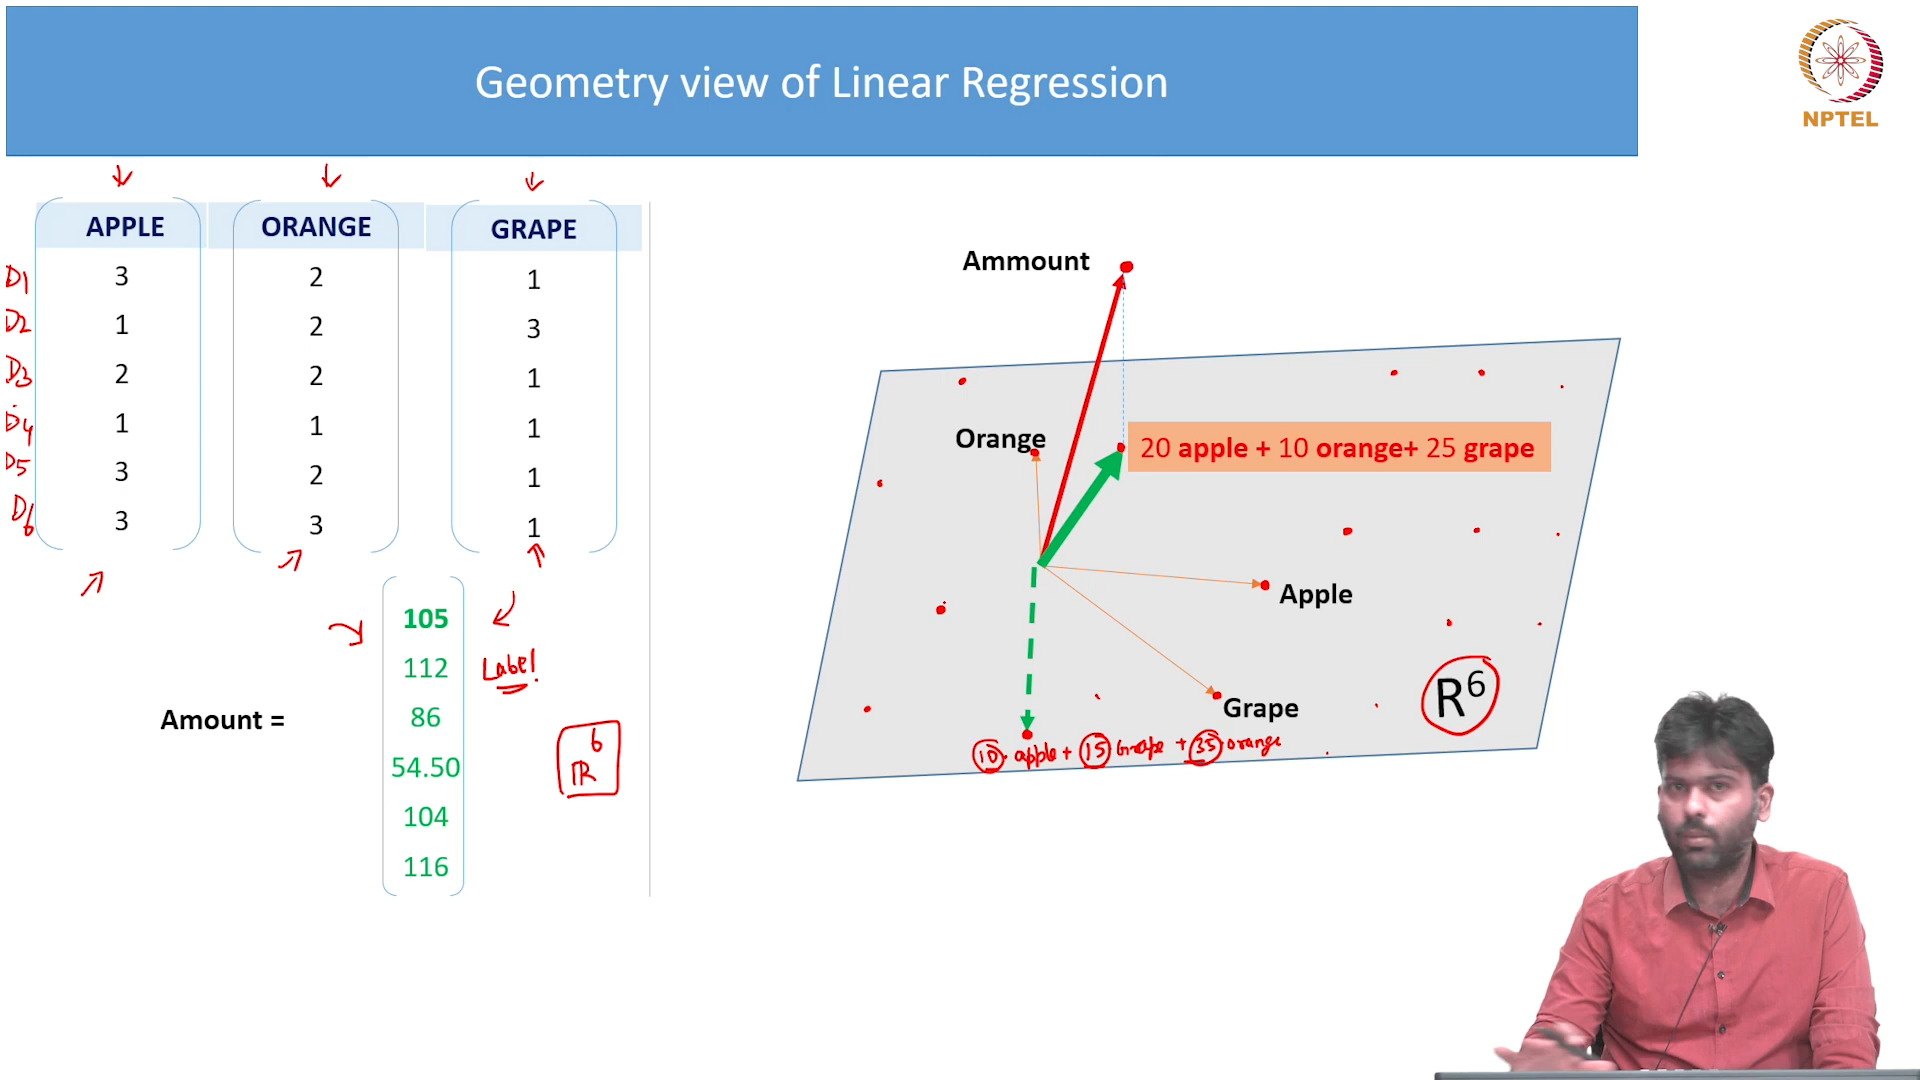 Geometry view of Linear Regression
NPTEL
APPLE ORANGE GRAPE
D1 3 2 1
D2 1 2 3
D3 2 2 1
D4 1 1 1
D5 3 2 1
D6 3 3 1
Amount =
105
112
86
54.50
104
116
Label
R6
Ammount
Orange
20 apple + 10 orange+ 25 grape
Apple
Grape
R6
10. apple + 15 Grape + 35 orange